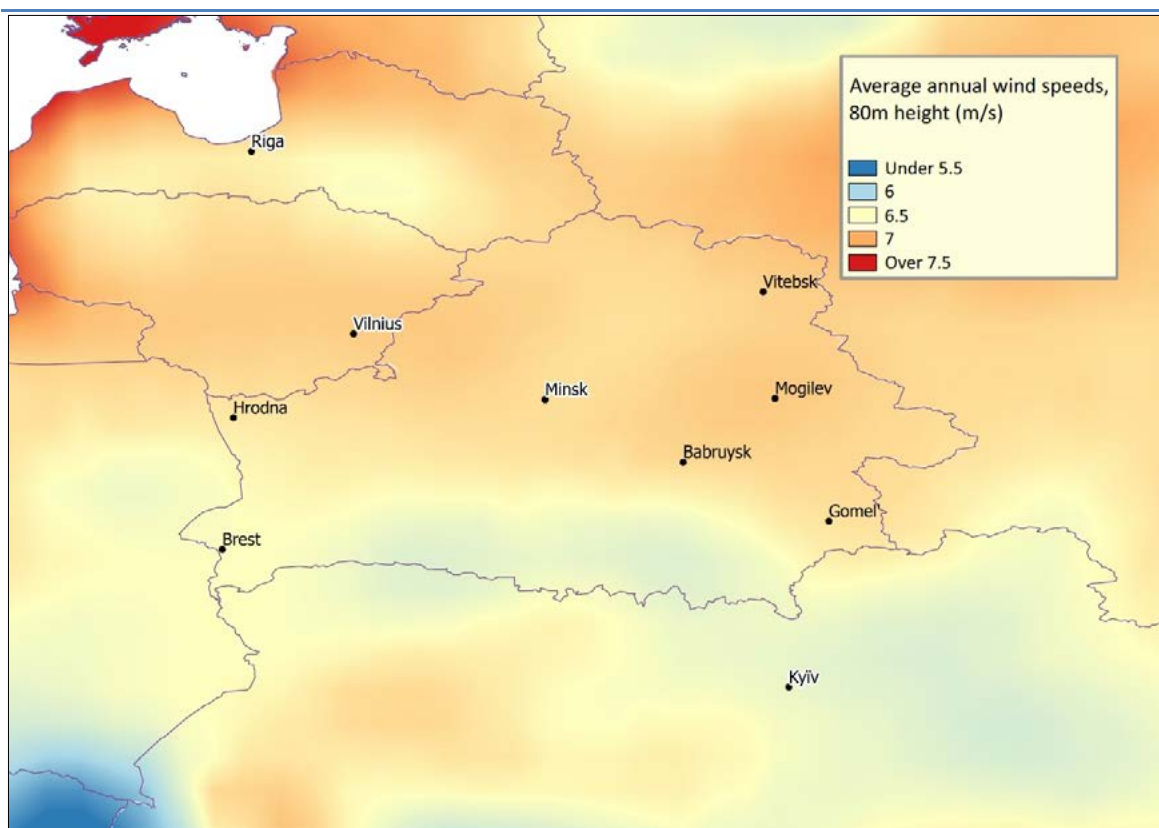 Average annual wind speeds,
80m height (m/s)
Under 5.5
6
6.5
7
Over 7.5
Riga
Vitebsk
Vilnius
Minsk
Mogilev
Hrodna
Babruysk
Gomel'
Brest
Kyïv